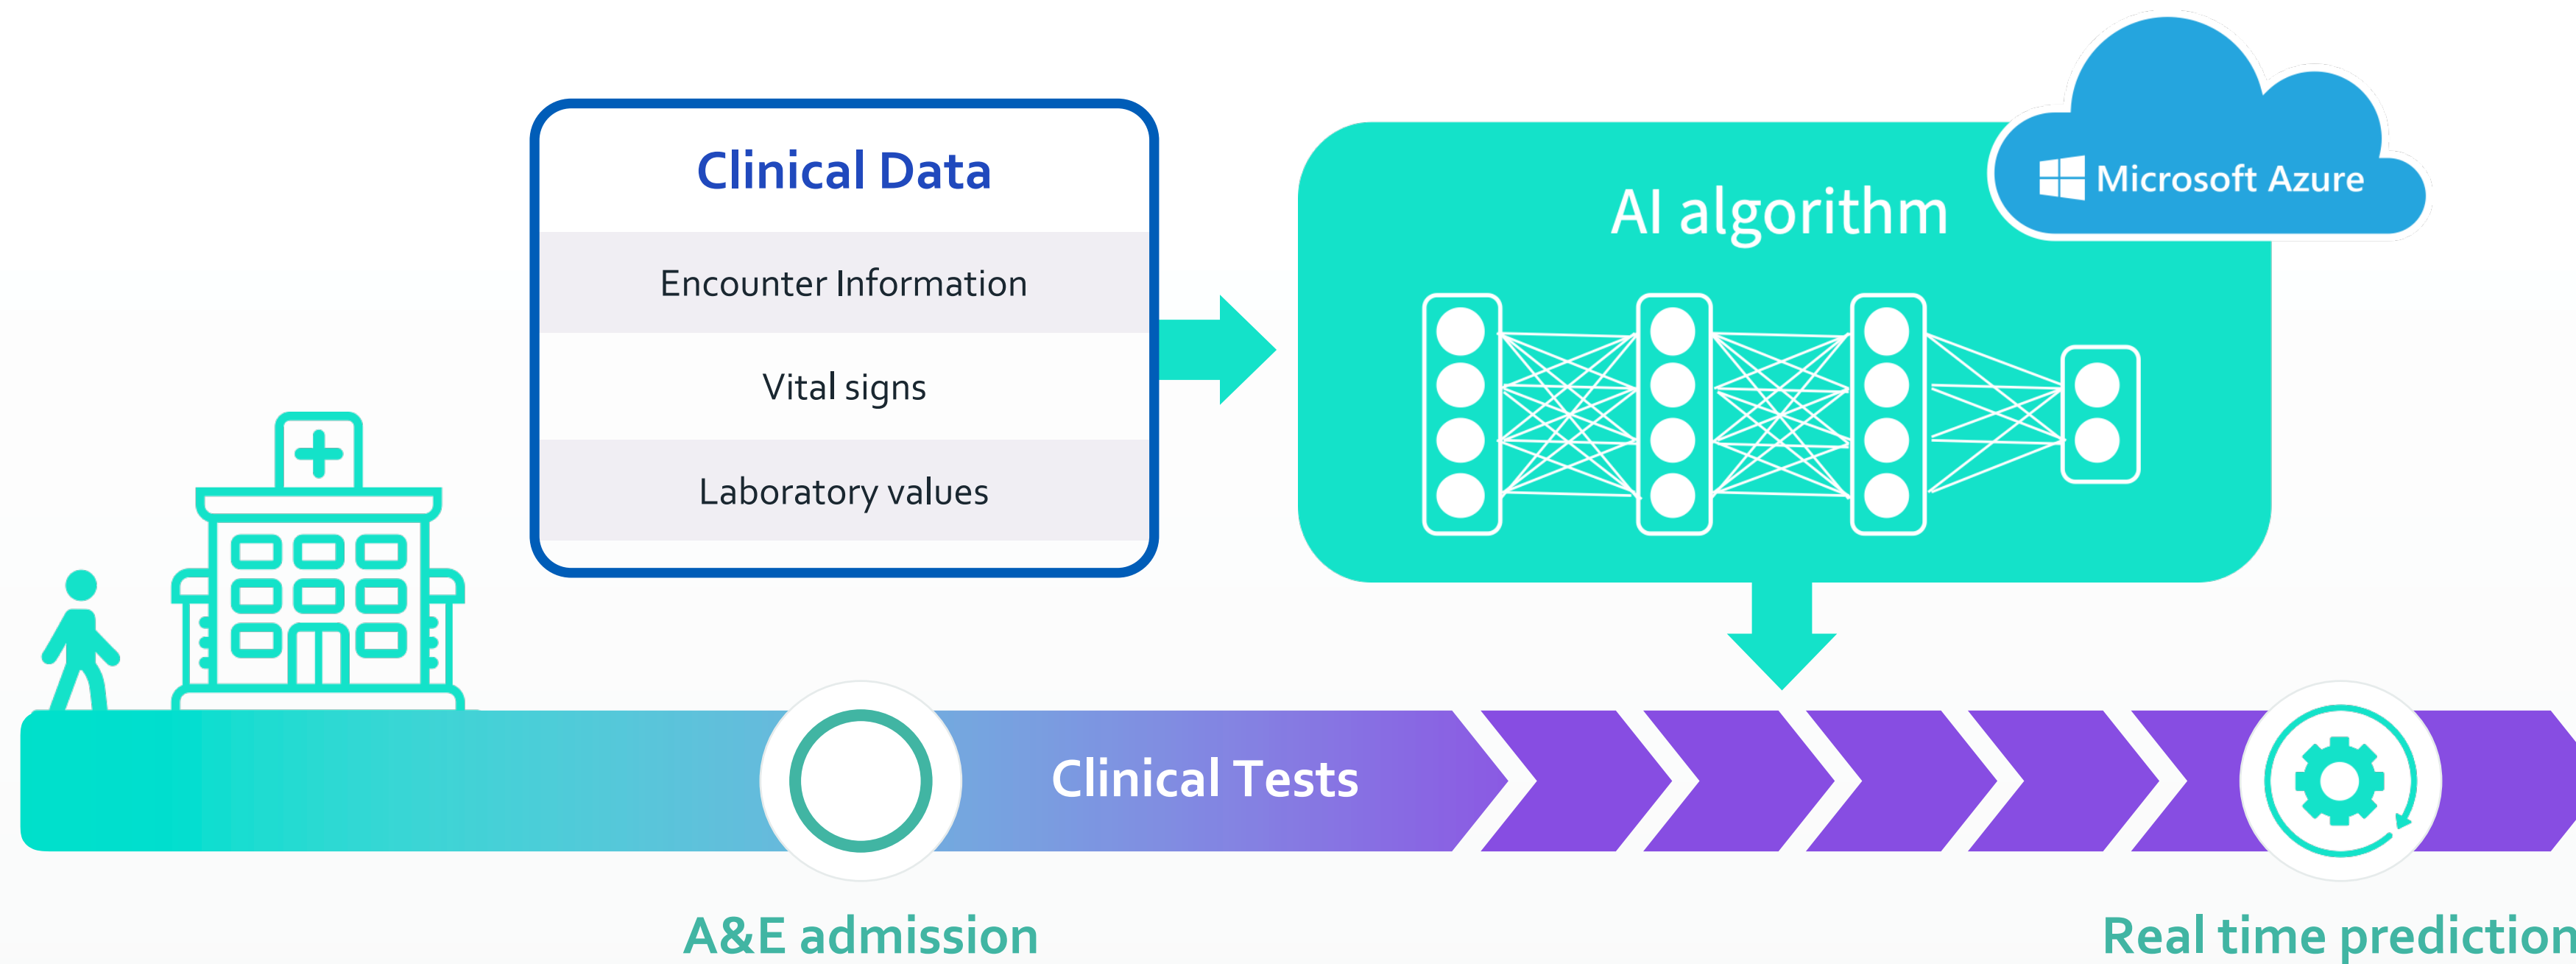 Clinical Data
Encounter Information
Vital signs
Laboratory values
AI algorithm
Microsoft Azure
Clinical Tests
A&E admission
Real time prediction